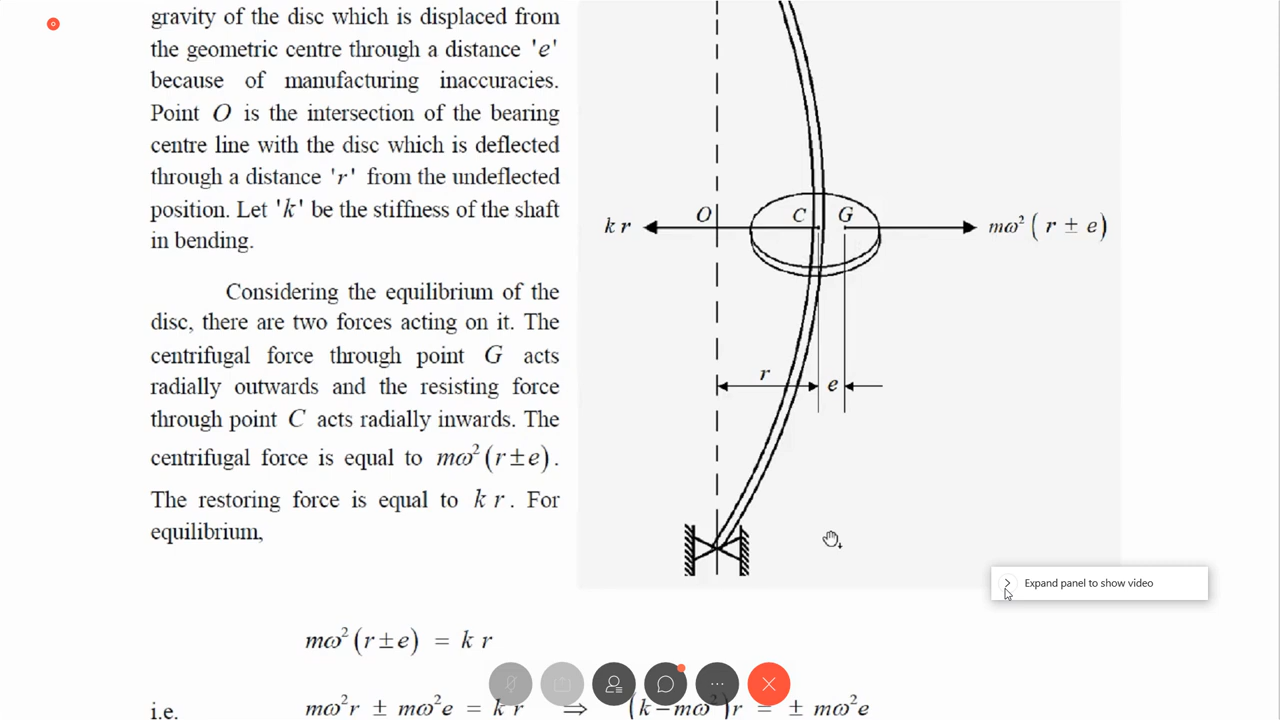 gravity of the disc which is displaced from
the geometric centre through a distance 'e'
because of manufacturing inaccuracies.
Point O is the intersection of the bearing
centre line with the disc which is deflected
through a distance 'r' from the undeflected
position. Let 'k' be the stiffness of the shaft
in bending.
Considering the equilibrium of the
disc, there are two forces acting on it. The
centrifugal force through point G acts
radially outwards and the resisting force
through point C acts radially inwards. The
centrifugal force is equal to mω²(r±e).
The restoring force is equal to k r. For
equilibrium,
k r O C G mω² ( r ± e )
r e
Expand panel to show video
mω²(r±e) = k r
i.e. mω²r ± mω²e = k r ⇒ (k−mω²)r = ± mω²e